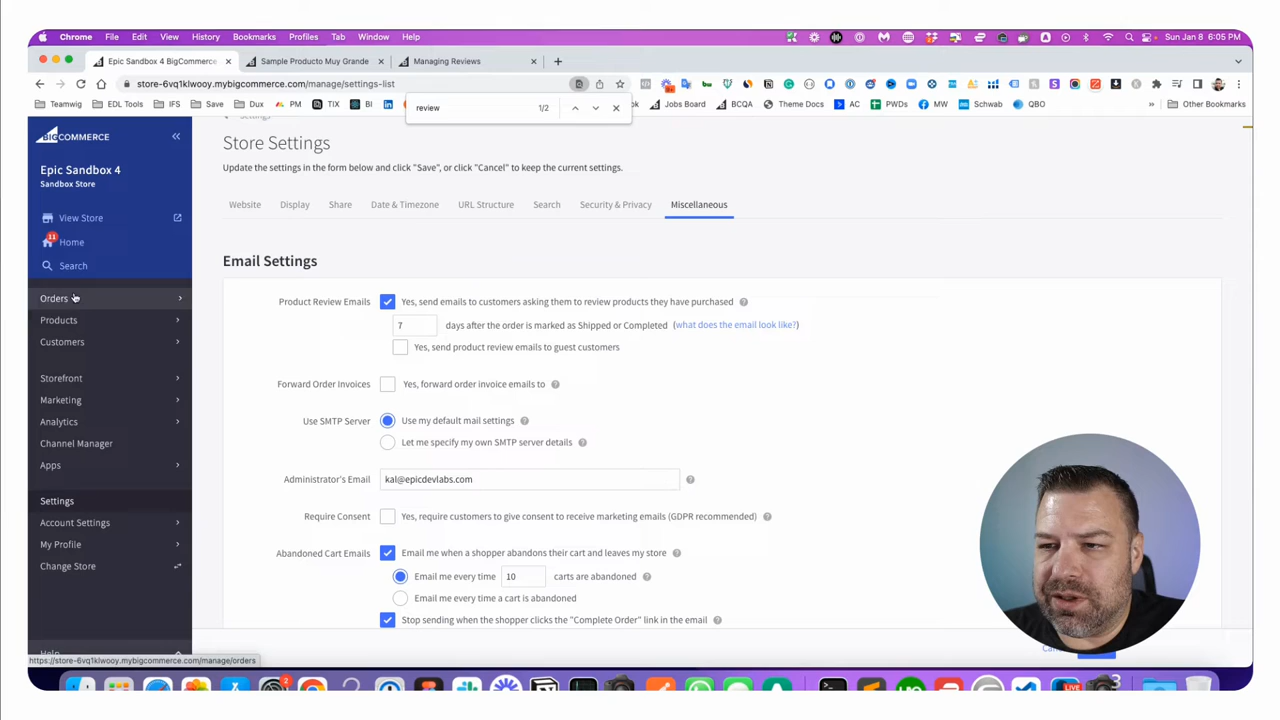 Chrome File Edit View History Bookmarks Profiles Tab Window Help Sun Jan 8 6:05 PM
Epic Sandbox 4 BigCommerce Sample Producto Muy Grande Managing Reviews
store-6vq1klwooy.mybigcommerce.com/manage/settings-list
Teamwig EDL Tools IFS Save Dux PM TIX BI Jobs Board BCQA Theme Docs AC PWDs MW Schwab QBO Other Bookmarks
review 1/2
BIGCOMMERCE
Epic Sandbox 4
Sandbox Store
View Store
11
Home
Search
Orders
Products
Customers
Storefront
Marketing
Analytics
Channel Manager
Apps
Settings
Account Settings
My Profile
Change Store
Help
https://store-6vq1klwooy.mybigcommerce.com/manage/orders
Settings
Store Settings
Update the settings in the form below and click "Save", or click "Cancel" to keep the current settings.
Website Display Share Date & Timezone URL Structure Search Security & Privacy Miscellaneous
Email Settings
Product Review Emails Yes, send emails to customers asking them to review products they have purchased
7 days after the order is marked as Shipped or Completed (what does the email look like?)
Yes, send product review emails to guest customers
Forward Order Invoices Yes, forward order invoice emails to
Use SMTP Server Use my default mail settings
Let me specify my own SMTP server details
Administrator's Email kal@epicdevlabs.com
Require Consent Yes, require customers to give consent to receive marketing emails (GDPR recommended)
Abandoned Cart Emails Email me when a shopper abandons their cart and leaves my store
Email me every time 10 carts are abandoned
Email me every time a cart is abandoned
Stop sending when the shopper clicks the "Complete Order" link in the email
2
LIVE